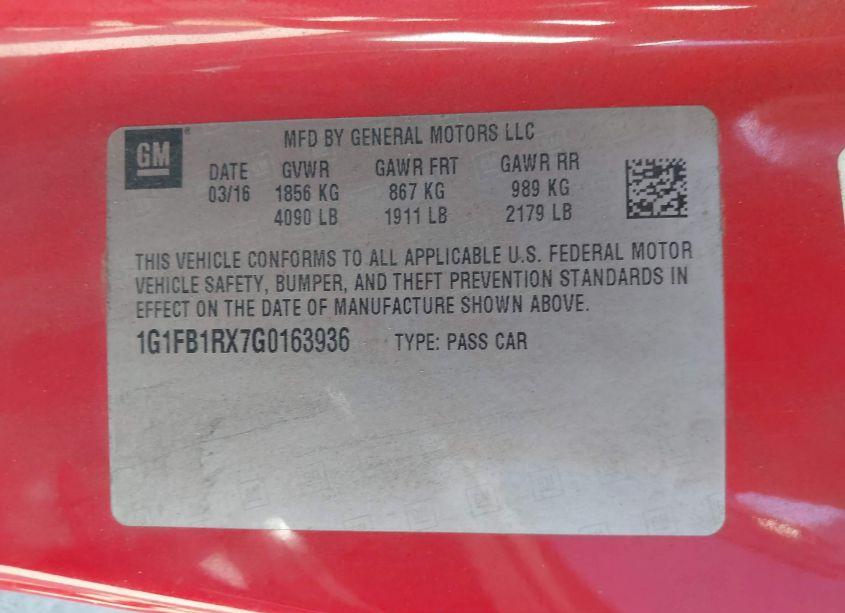 GM MFD BY GENERAL MOTORS LLC
DATE GVWR GAWR FRT GAWR RR
03/16 1856 KG 867 KG 989 KG
4090 LB 1911 LB 2179 LB
THIS VEHICLE CONFORMS TO ALL APPLICABLE U.S. FEDERAL MOTOR
VEHICLE SAFETY, BUMPER, AND THEFT PREVENTION STANDARDS IN
EFFECT ON THE DATE OF MANUFACTURE SHOWN ABOVE.
1G1FB1RX7G0163936 TYPE: PASS CAR